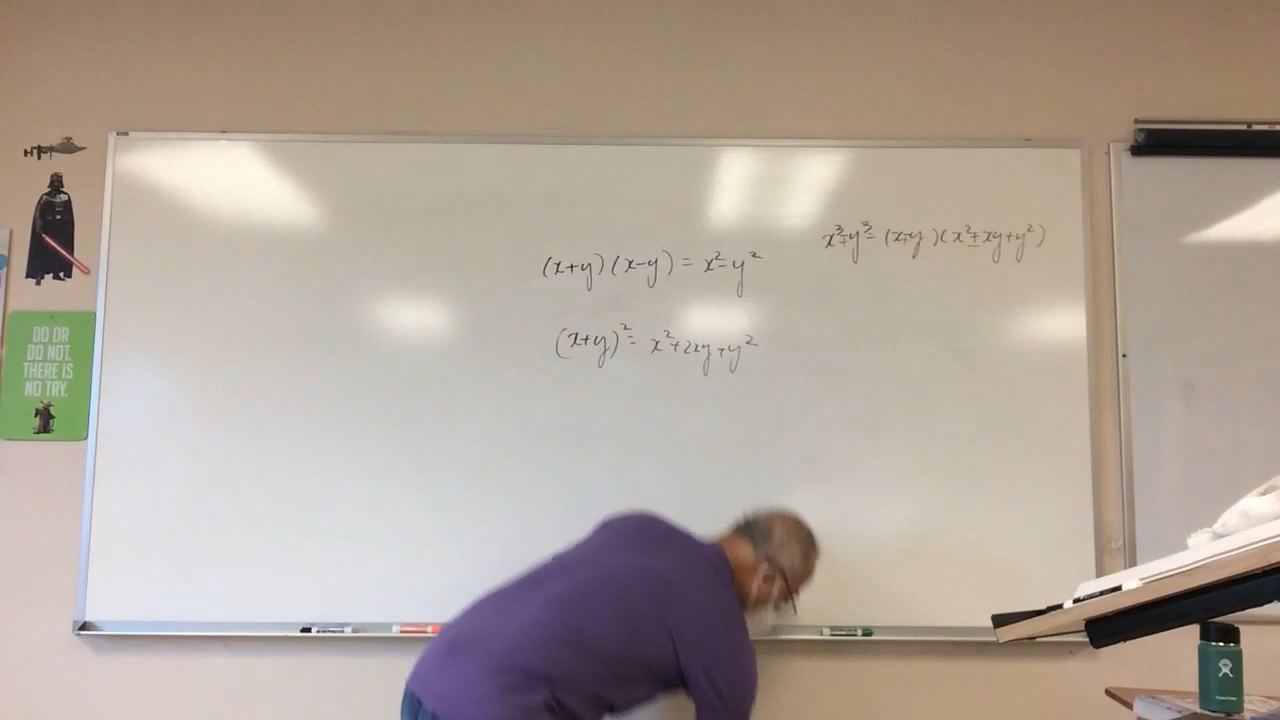 x³+y³= (x+y)(x²±xy+y²)
(x+y)(x-y) = x²-y²
(x+y)²= x²+2xy+y²
DO OR
DO NOT.
THERE IS
NO TRY.